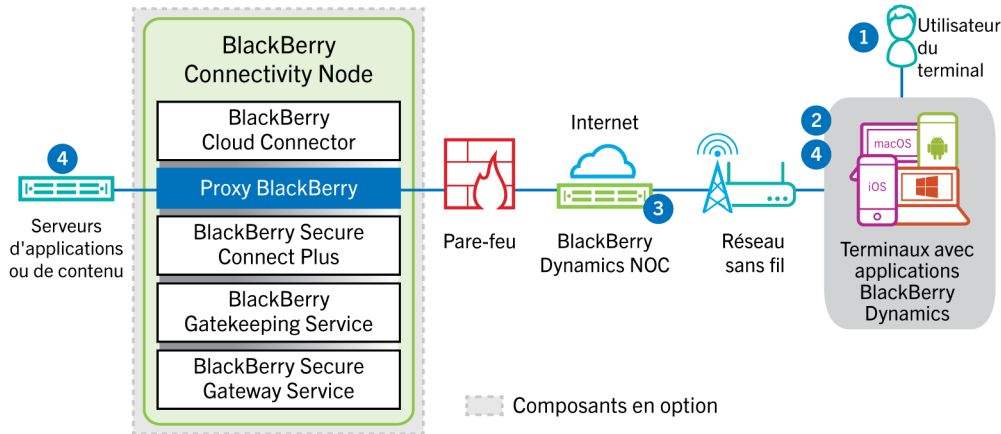 BlackBerry
Connectivity Node
BlackBerry
Cloud Connector
Proxy BlackBerry
BlackBerry Secure
Connect Plus
BlackBerry
Gatekeeping Service
BlackBerry Secure
Gateway Service
4
Serveurs
d'applications
ou de contenu
Pare-feu
Internet
3
BlackBerry
Dynamics NOC
Réseau
sans fil
1
Utilisateur
du
terminal
2
4
macOS
iOS
Terminaux avec
applications
BlackBerry
Dynamics
Composants en option